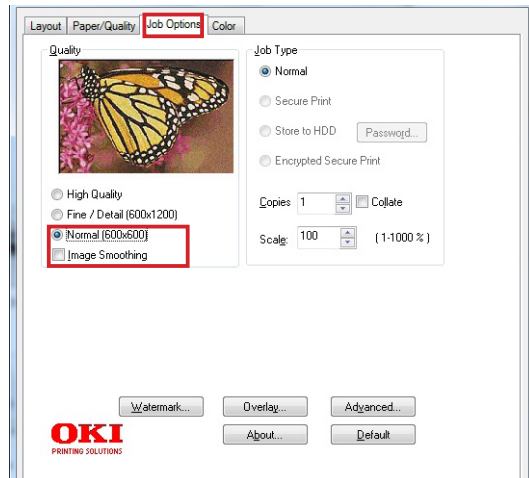 Layout Paper/Quality Job Options Color
Quality
High Quality
Fine / Detail (600x1200)
Normal (600x600)
Image Smoothing
Job Type
Normal
Secure Print
Store to HDD Password...
Encrypted Secure Print
Copies 1 Collate
Scale: 100 (1-1000 %)
Watermark... Overlay... Advanced...
About... Default
OKI
PRINTING SOLUTIONS